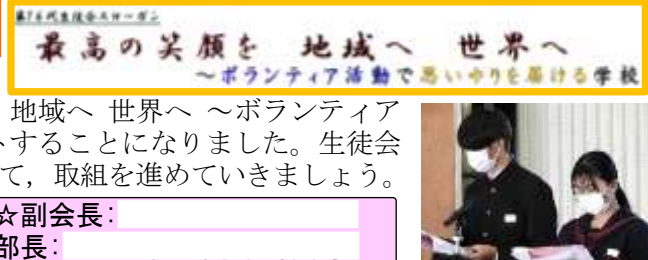 第76代生徒会スローガン
最高の笑顔を 地域へ 世界へ
～ボランティア活動で思いやりを届ける学校
地域へ 世界へ ～ボランティア
トすることになりました。生徒会
て，取組を進めていきましょう。
☆副会長：
部長：